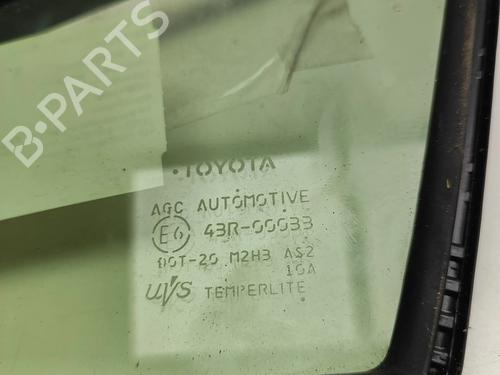 B-PARTS
•TOYOTA
AGC AUTOMOTIVE
E6 43R-00033
DOT-20 M2H3 AS2
10A
UVS TEMPERLITE